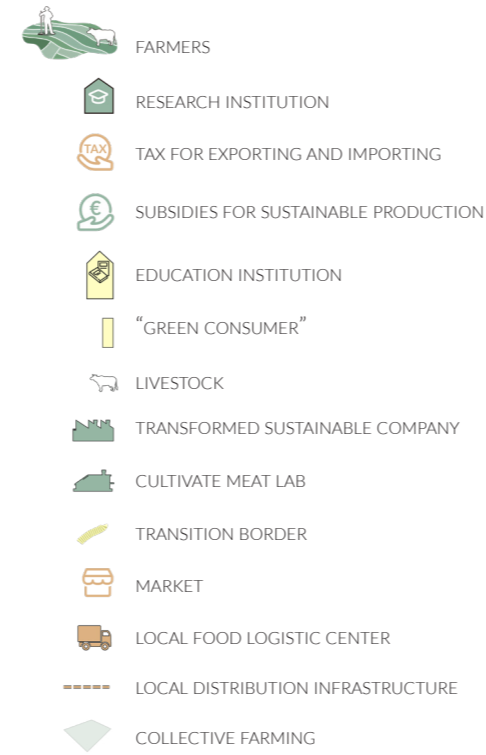 FARMERS
RESEARCH INSTITUTION
TAX
TAX FOR EXPORTING AND IMPORTING
€
SUBSIDIES FOR SUSTAINABLE PRODUCTION
EDUCATION INSTITUTION
“GREEN CONSUMER”
LIVESTOCK
TRANSFORMED SUSTAINABLE COMPANY
CULTIVATE MEAT LAB
TRANSITION BORDER
MARKET
LOCAL FOOD LOGISTIC CENTER
LOCAL DISTRIBUTION INFRASTRUCTURE
COLLECTIVE FARMING